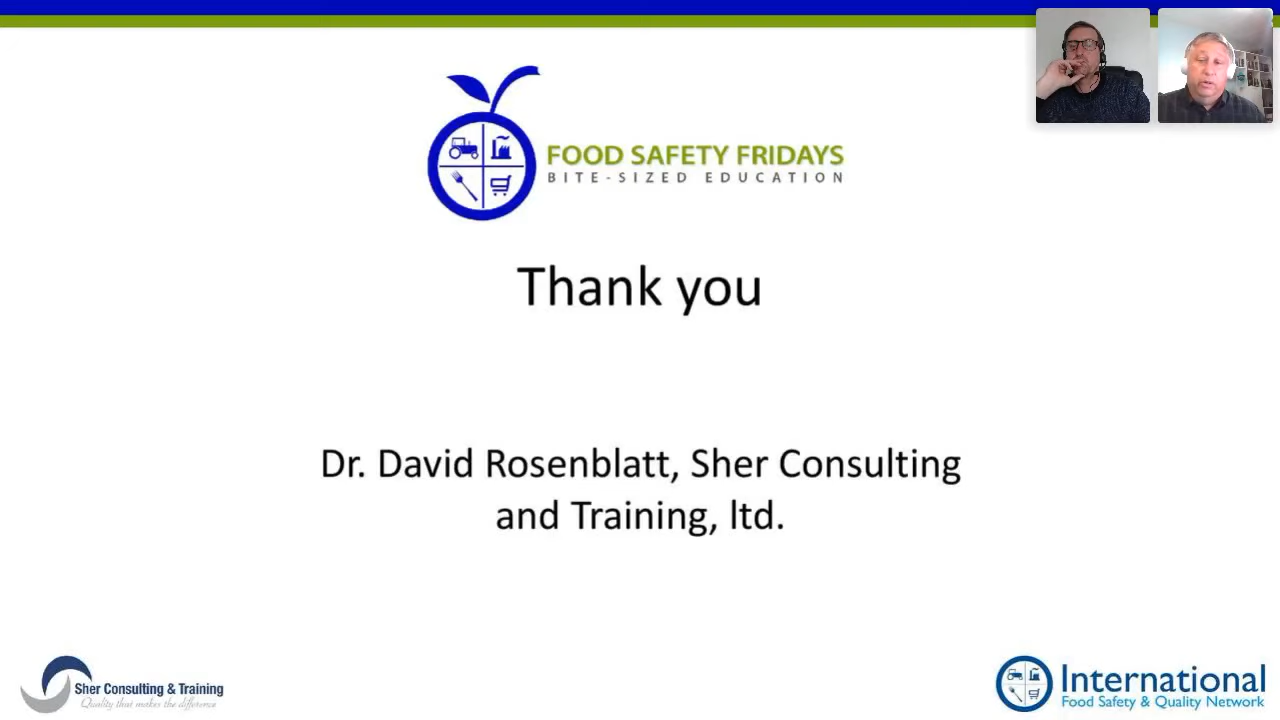 FOOD SAFETY FRIDAYS
BITE-SIZED EDUCATION
Thank you
Dr. David Rosenblatt, Sher Consulting
and Training, ltd.
Sher Consulting & Training
Quality that makes the difference
International
Food Safety & Quality Network